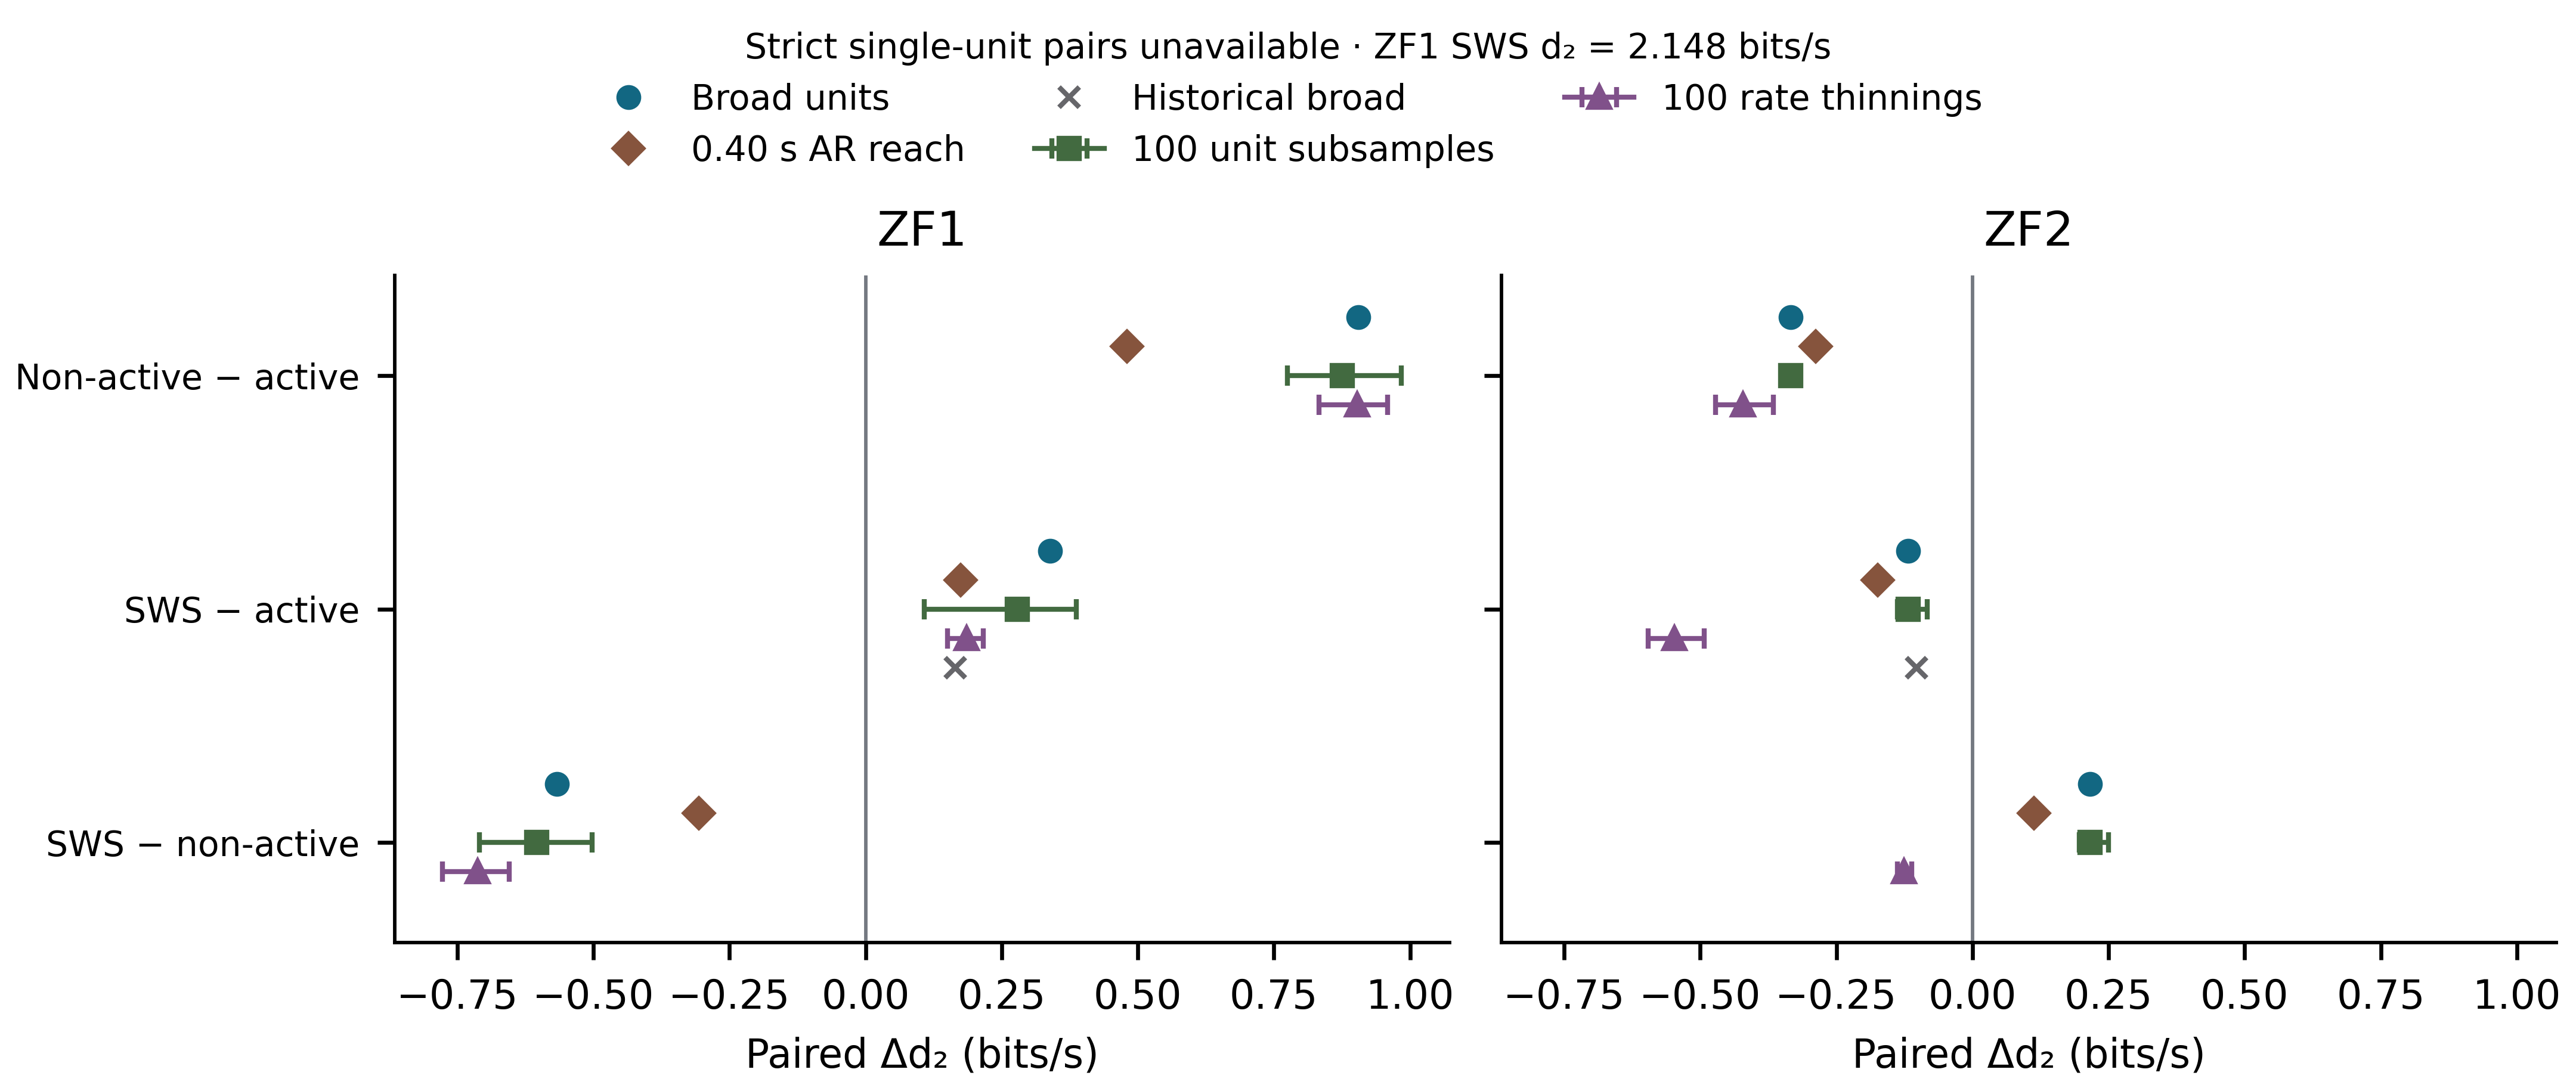 Strict single-unit pairs unavailable · ZF1 SWS d₂ = 2.148 bits/s
Broad units
Historical broad
100 rate thinnings
0.40 s AR reach
100 unit subsamples
ZF1
ZF2
Non-active − active
SWS − active
SWS − non-active
−0.75 −0.50 −0.25 0.00 0.25 0.50 0.75 1.00
−0.75 −0.50 −0.25 0.00 0.25 0.50 0.75 1.00
Paired Δd₂ (bits/s)
Paired Δd₂ (bits/s)